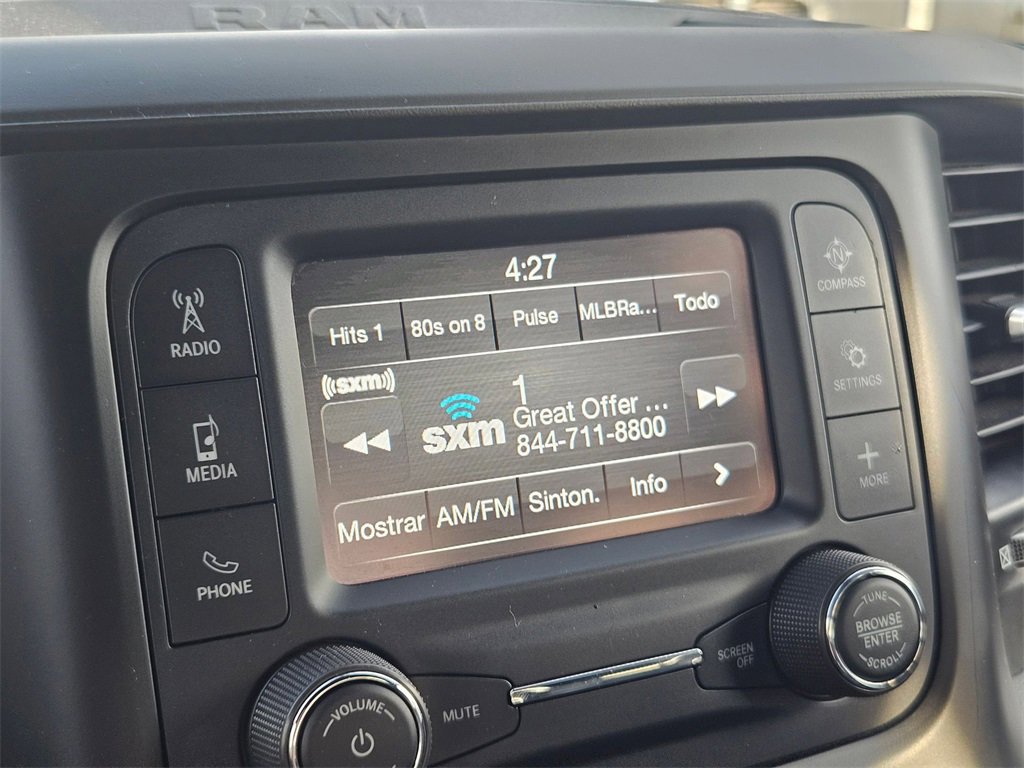 RAM
4:27
Hits 1 80s on 8 Pulse MLBRa... Todo
((sxm))
1
sxm
Great Offer ...
844-711-8800
Mostrar AM/FM Sinton. Info
RADIO
MEDIA
PHONE
N
COMPASS
SETTINGS
MORE
VOLUME
MUTE
SCREEN
OFF
TUNE
BROWSE
ENTER
SCROLL